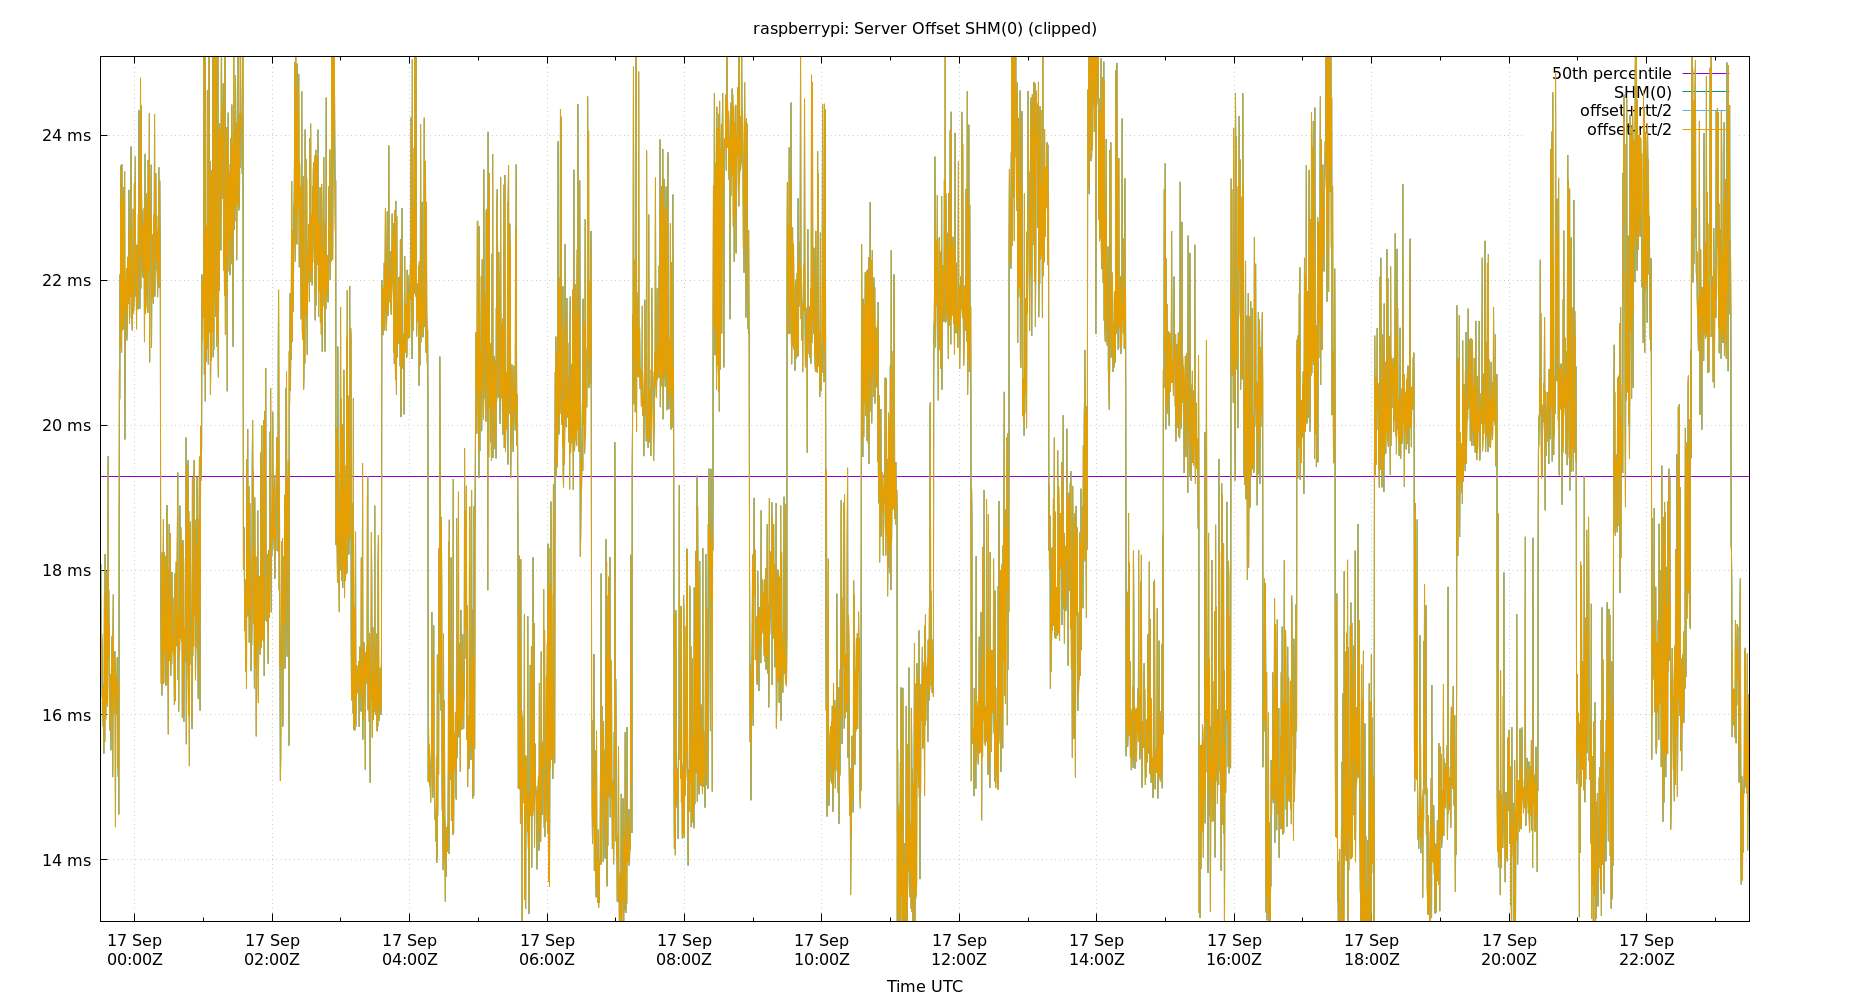 raspberrypi: Server Offset SHM(0) (clipped)
50th percentile
SHM(0)
offset+rtt/2
offset-rtt/2
24 ms
22 ms
20 ms
18 ms
16 ms
14 ms
17 Sep 17 Sep 17 Sep 17 Sep 17 Sep 17 Sep 17 Sep 17 Sep 17 Sep 17 Sep 17 Sep 17 Sep
00:00Z 02:00Z 04:00Z 06:00Z 08:00Z 10:00Z 12:00Z 14:00Z 16:00Z 18:00Z 20:00Z 22:00Z
Time UTC